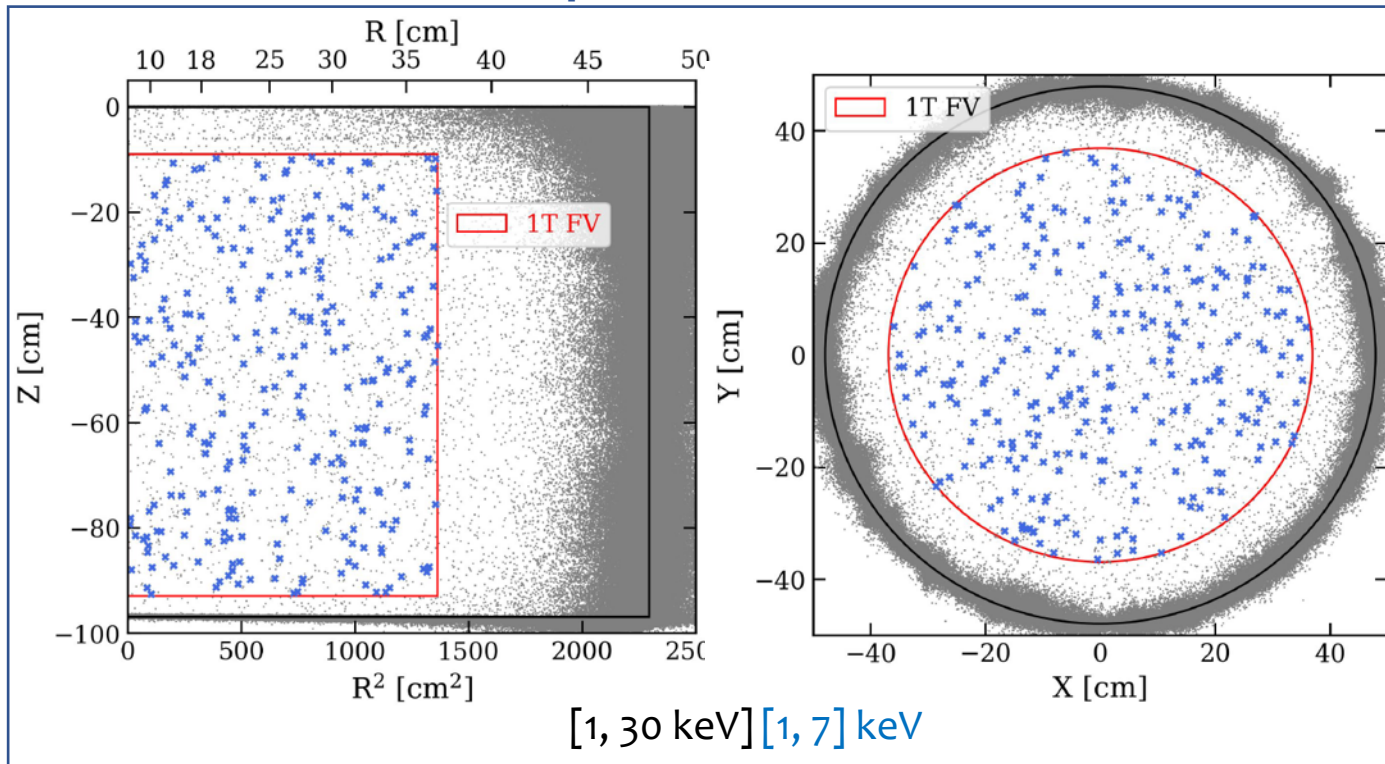 R [cm]
10 18 25 30 35 40 46 50
0
−20
−40
−60
−80
−100
Z [cm]
1T FV
0 500 1000 1500 2000 250
R² [cm²]
1T FV
40
20
0
−20
−40
Y [cm]
−40 −20 0 20 40
X [cm]
[1, 30 keV] [1, 7] keV